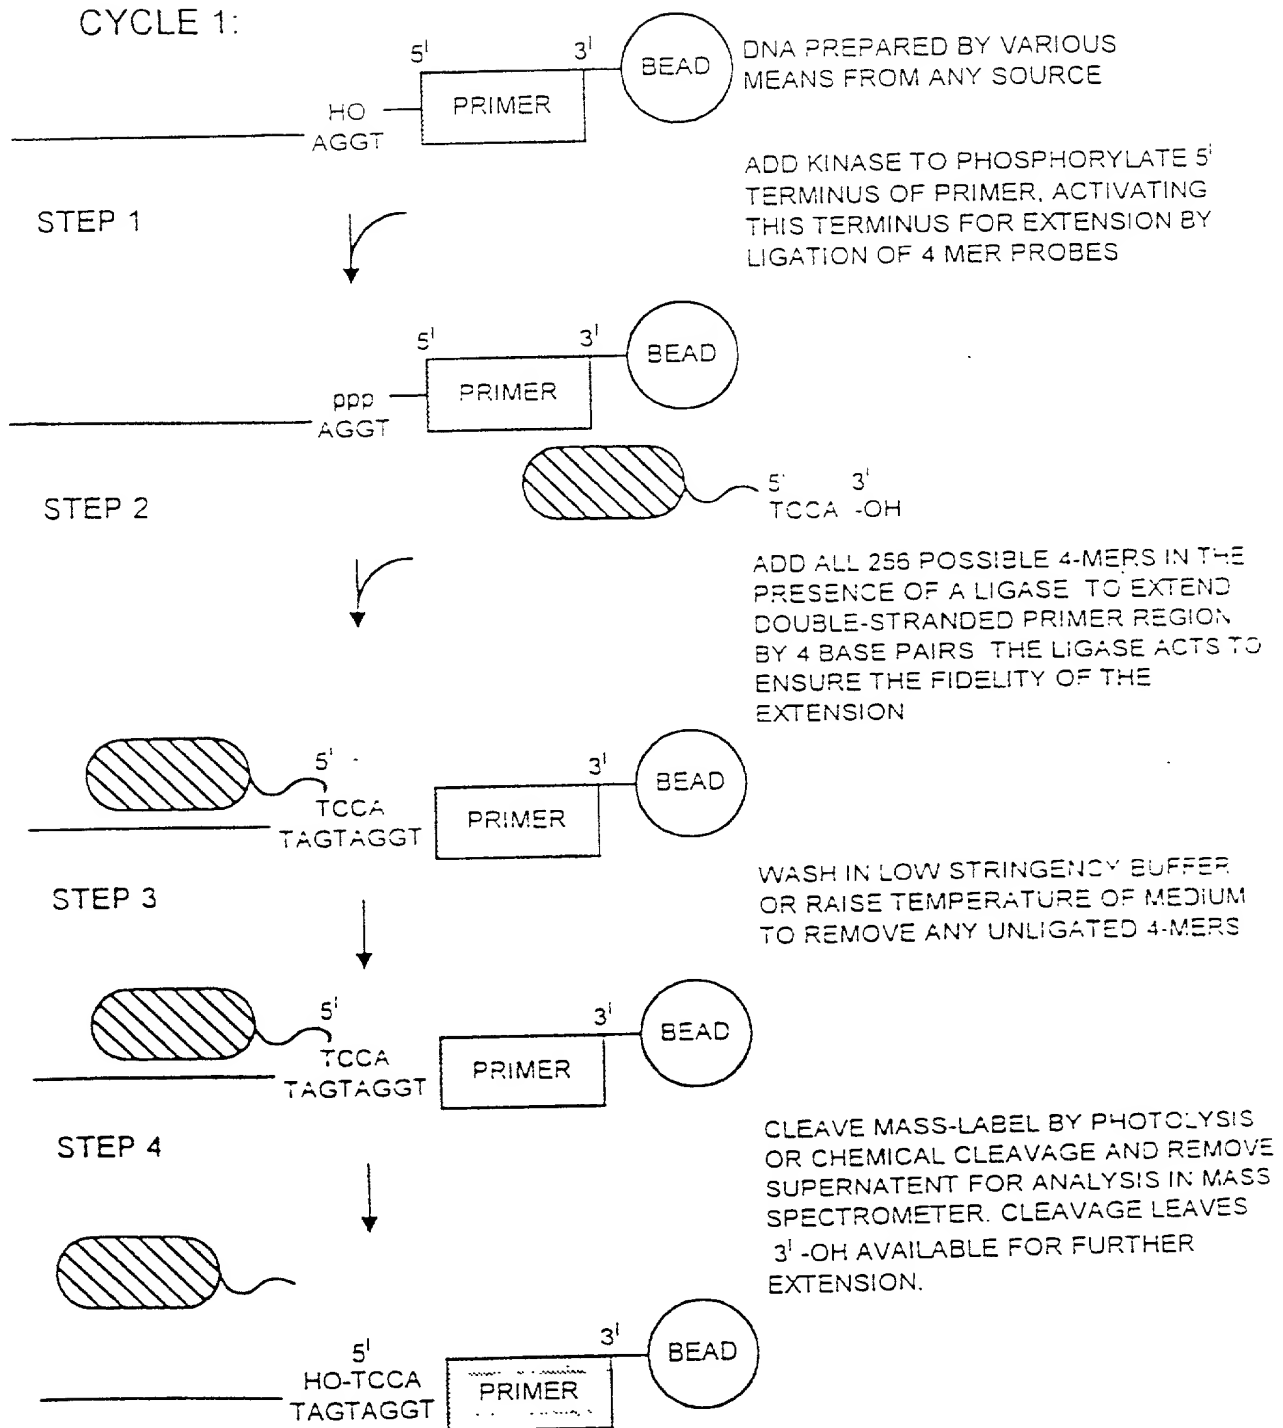 CYCLE 1:
5' 3'
BEAD
DNA PREPARED BY VARIOUS
MEANS FROM ANY SOURCE
HO
PRIMER
AGGT
ADD KINASE TO PHOSPHORYLATE 5'
TERMINUS OF PRIMER, ACTIVATING
THIS TERMINUS FOR EXTENSION BY
LIGATION OF 4 MER PROBES
STEP 1
5' 3'
BEAD
ppp
PRIMER
AGGT
STEP 2
5' 3'
TCCA -OH
ADD ALL 256 POSSIBLE 4-MERS IN THE
PRESENCE OF A LIGASE TO EXTEND
DOUBLE-STRANDED PRIMER REGION
BY 4 BASE PAIRS THE LIGASE ACTS TO
ENSURE THE FIDELITY OF THE
EXTENSION
5' 3'
BEAD
TCCA
PRIMER
TAGTAGGT
STEP 3
WASH IN LOW STRINGENCY BUFFER
OR RAISE TEMPERATURE OF MEDIUM
TO REMOVE ANY UNLIGATED 4-MERS
5' 3'
BEAD
TCCA
PRIMER
TAGTAGGT
STEP 4
CLEAVE MASS-LABEL BY PHOTOLYSIS
OR CHEMICAL CLEAVAGE AND REMOVE
SUPERNATENT FOR ANALYSIS IN MASS
SPECTROMETER. CLEAVAGE LEAVES
3' -OH AVAILABLE FOR FURTHER
EXTENSION.
5' 3'
BEAD
HO-TCCA
PRIMER
TAGTAGGT